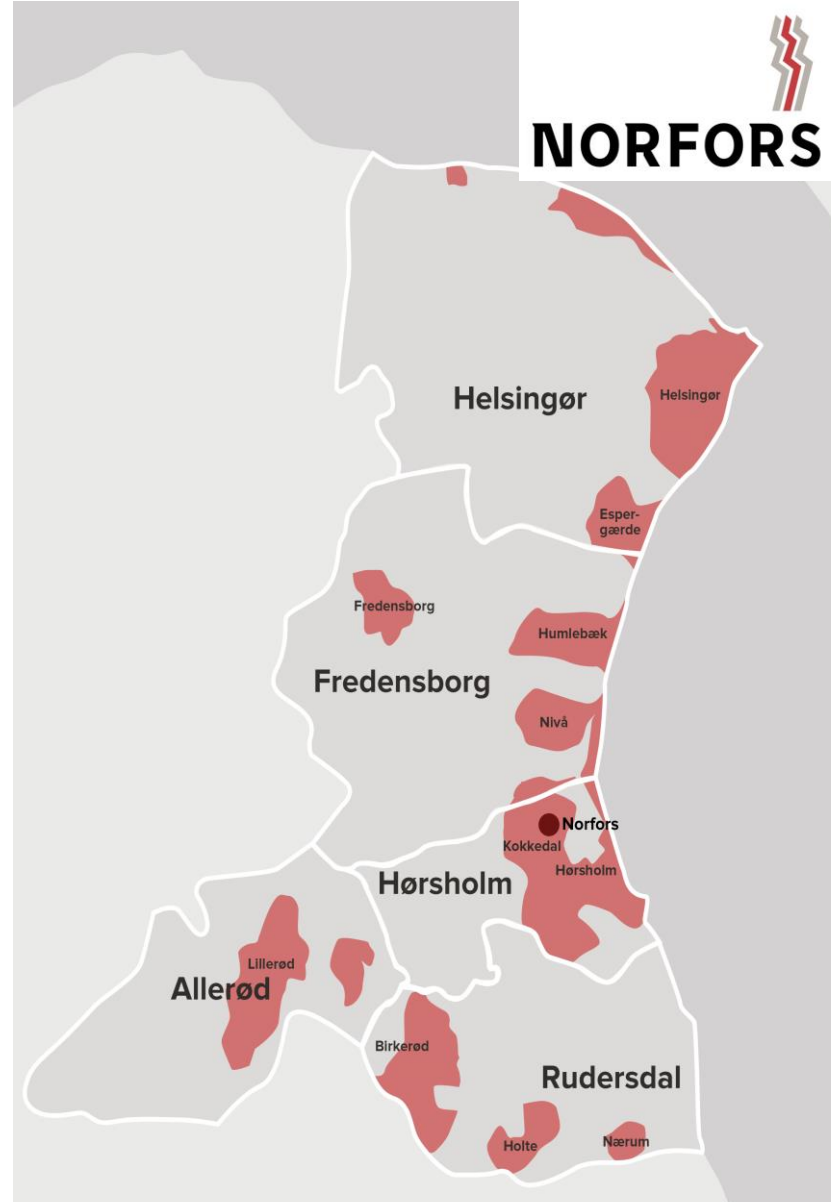 NORFORS
Helsingør
Helsingør
Esper-
gærde
Fredensborg
Humlebæk
Fredensborg
Nivå
Norfors
Kokkedal
Hørsholm
Hørsholm
Lillerød
Allerød
Birkerød
Rudersdal
Holte
Nærum